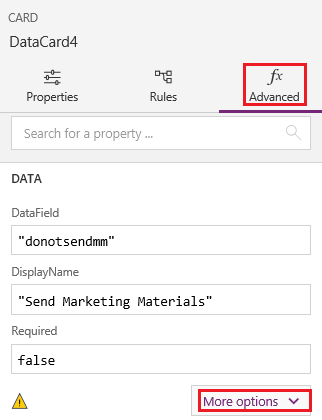 CARD
DataCard4
Properties
Rules
fx
Advanced
Search for a property ...
DATA
DataField
"donotsendmm"
DisplayName
"Send Marketing Materials"
Required
false
More options